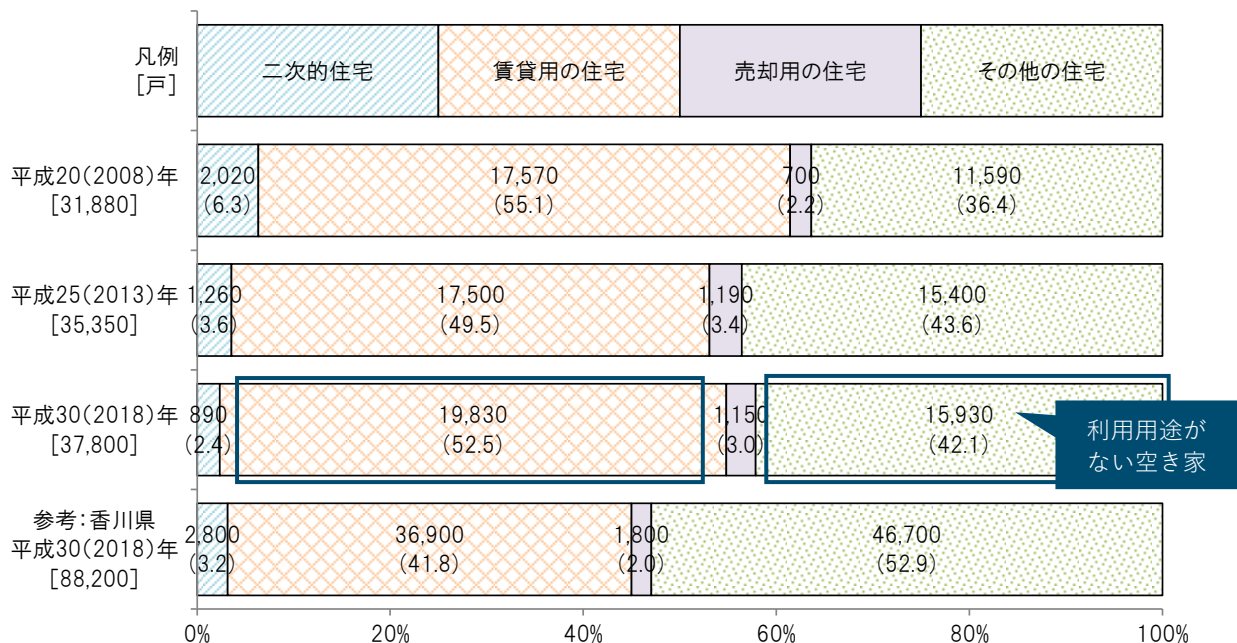 凡例
[戸]
二次的住宅 賃貸用の住宅 売却用の住宅 その他の住宅
平成20(2008)年
[31,880]
2,020 17,570 700 11,590
(6.3) (55.1) (2.2) (36.4)
平成25(2013)年
[35,350]
1,260 17,500 1,190 15,400
(3.6) (49.5) (3.4) (43.6)
平成30(2018)年
[37,800]
890 19,830 1,150 15,930
(2.4) (52.5) (3.0) (42.1)
利用用途が
ない空き家
参考:香川県
平成30(2018)年
[88,200]
2,800 36,900 1,800 46,700
(3.2) (41.8) (2.0) (52.9)
0% 20% 40% 60% 80% 100%